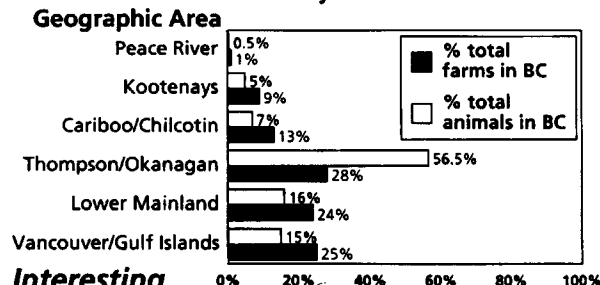 Geographic Area
Peace River
0.5%
1%
Kootenays
5%
9%
Cariboo/Chilcotin
7%
13%
Thompson/Okanagan
56.5%
28%
Lower Mainland
16%
24%
Vancouver/Gulf Islands
15%
25%
% total
farms in BC
% total
animals in BC
0% 20% 40% 60% 80% 100%
Interesting